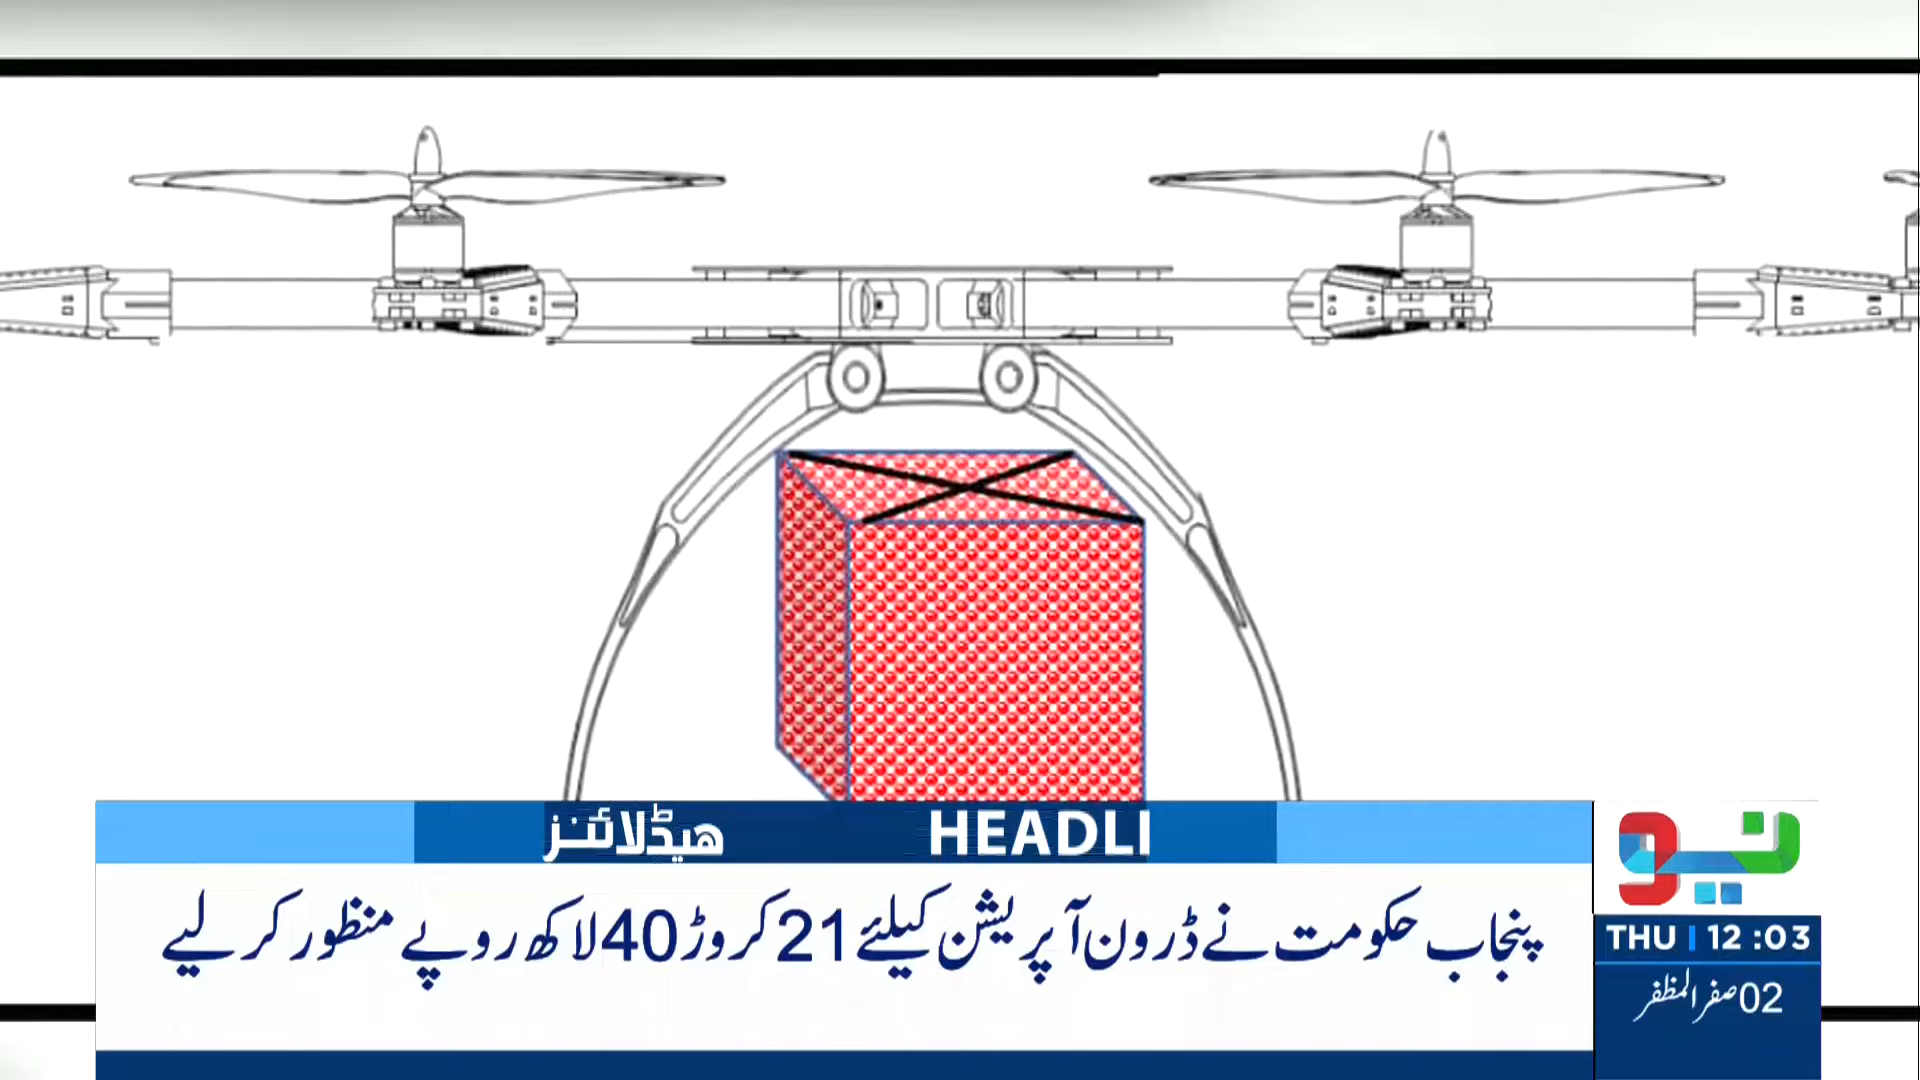 ھیڈلائنز HEADLI
پنجاب حکومت نے ڈرون آپریشن کیلئے 21 کروڑ 40 لاکھ روپے منظور کر لیے
نیو
THU | 12:03
02 صفر المظفر